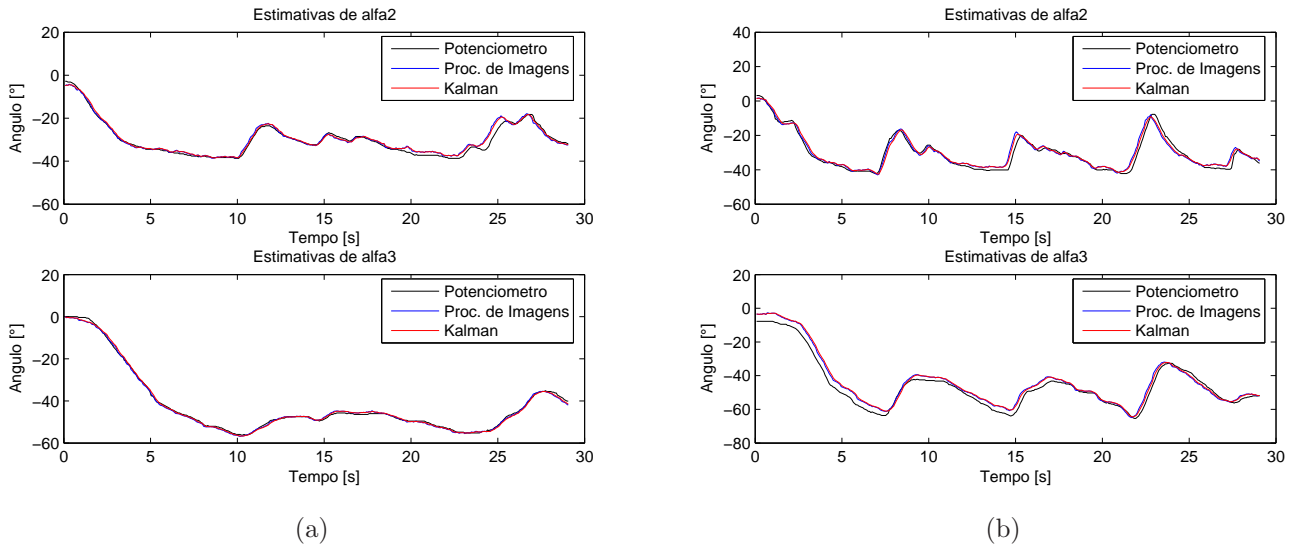 Estimativas de alfa2
20
0
−20
−40
−60
0 5 10 15 20 25 30
Angulo [°]
Tempo [s]
Potenciometro
Proc. de Imagens
Kalman
Estimativas de alfa3
20
0
−20
−40
−60
0 5 10 15 20 25 30
Angulo [°]
Tempo [s]
Potenciometro
Proc. de Imagens
Kalman
(a)
Estimativas de alfa2
40
20
0
−20
−40
−60
0 5 10 15 20 25 30
Angulo [°]
Tempo [s]
Potenciometro
Proc. de Imagens
Kalman
Estimativas de alfa3
20
0
−20
−40
−60
−80
0 5 10 15 20 25 30
Angulo [°]
Tempo [s]
Potenciometro
Proc. de Imagens
Kalman
(b)